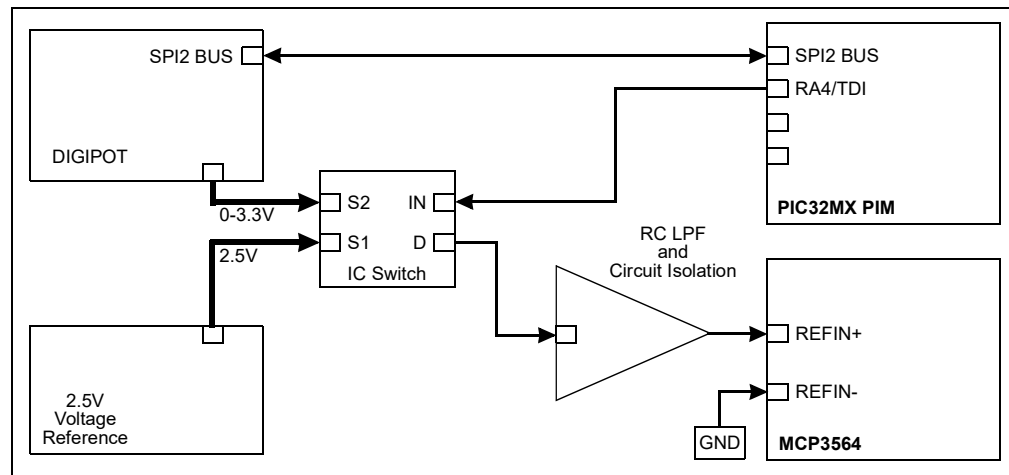 SPI2 BUS
DIGIPOT
0-3.3V
2.5V
S2
IN
S1
D
IC Switch
2.5V
Voltage
Reference
SPI2 BUS
RA4/TDI
PIC32MX PIM
RC LPF
and
Circuit Isolation
REFIN+
REFIN-
GND
MCP3564